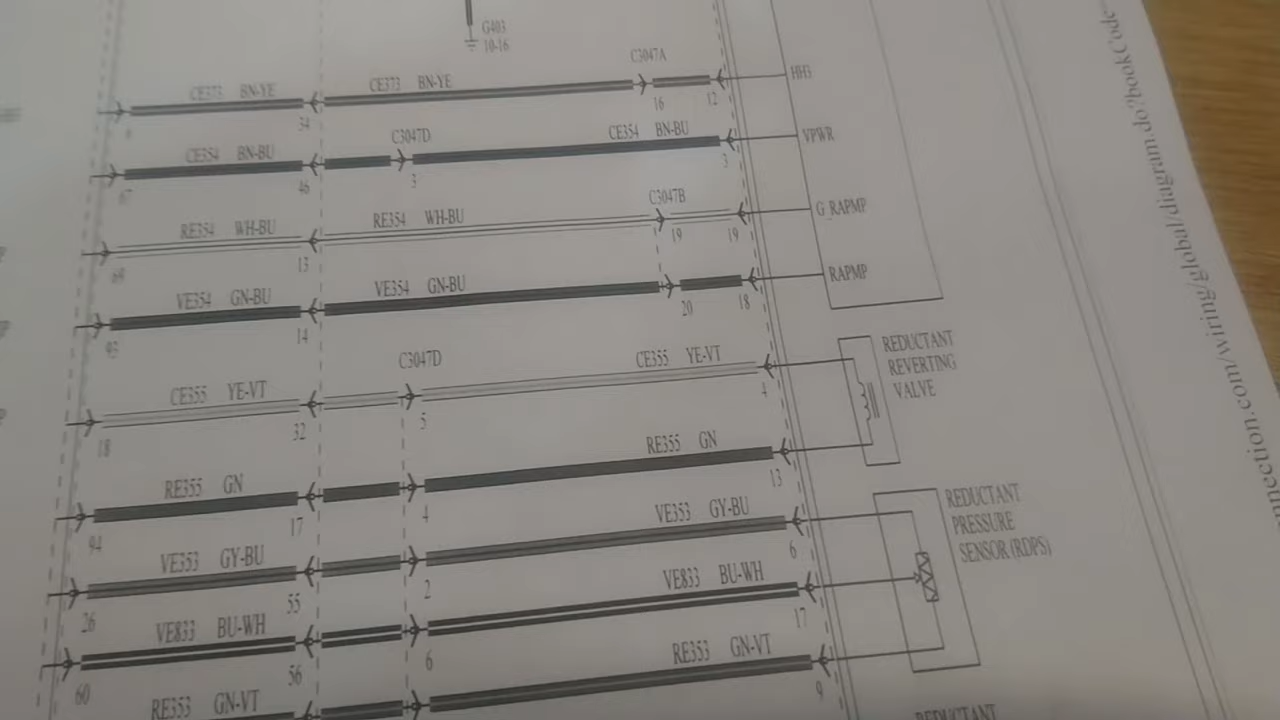 G403
10-16
C3047A
CE373 BN-YE
CE373 BN-YE
HH3
34
16
12
C3047D
CE354 BN-BU
CE354 BN-BU
VPWR
67
46
3
3
C3047B
RE354 WH-BU
RE354 WH-BU
G_RAPMP
69
13
19
19
VE354 GN-BU
VE354 GN-BU
RAPMP
93
14
20
18
C3047D
CE355 YE-VT
CE355 YE-VT
REDUCTANT
REVERTING
VALVE
18
32
5
4
RE355 GN
RE355 GN
94
17
4
13
VE353 GY-BU
VE353 GY-BU
REDUCTANT
PRESSURE
SENSOR (RDPS)
26
55
2
6
VE833 BU-WH
VE833 BU-WH
60
56
6
17
RE353 GN-VT
RE353 GN-VT
9
REDUCTANT
nnection.com/wiring/global/diagram.do?bookCode